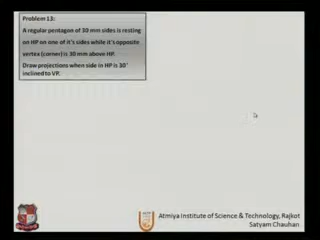 Problem 13:
A regular pentagon of 30 mm sides is resting
on HP on one of it's sides while it's opposite
vertex (corner) is 30 mm above HP.
Draw projections when side in HP is 30°
inclined to VP.
Atmiya Institute of Science & Technology, Rajkot
Satyam Chauhan